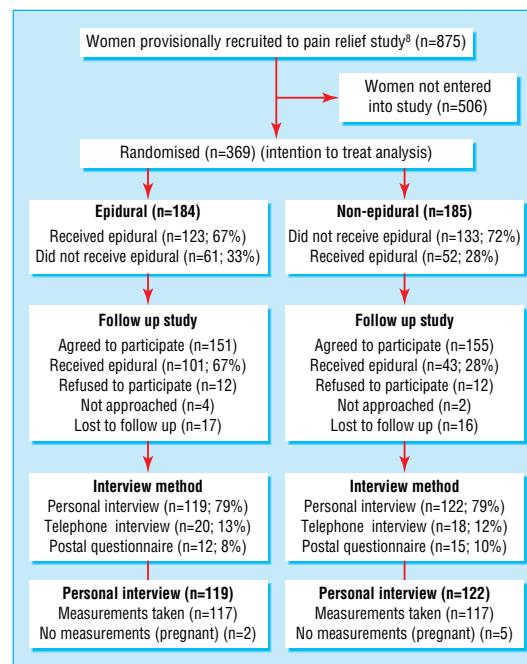 Women provisionally recruited to pain relief study⁸ (n=875)
Women not entered
into study (n=506)
Randomised (n=369) (intention to treat analysis)
Epidural (n=184)
Received epidural (n=123; 67%)
Did not receive epidural (n=61; 33%)
Non-epidural (n=185)
Did not receive epidural (n=133; 72%)
Received epidural (n=52; 28%)
Follow up study
Agreed to participate (n=151)
Received epidural (n=101; 67%)
Refused to participate (n=12)
Not approached (n=4)
Lost to follow up (n=17)
Follow up study
Agreed to participate (n=155)
Received epidural (n=43; 28%)
Refused to participate (n=12)
Not approached (n=2)
Lost to follow up (n=16)
Interview method
Personal interview (n=119; 79%)
Telephone interview (n=20; 13%)
Postal questionnaire (n=12; 8%)
Interview method
Personal interview (n=122; 79%)
Telephone interview (n=18; 12%)
Postal questionnaire (n=15; 10%)
Personal interview (n=119)
Measurements taken (n=117)
No measurements (pregnant) (n=2)
Personal interview (n=122)
Measurements taken (n=117)
No measurements (pregnant) (n=5)